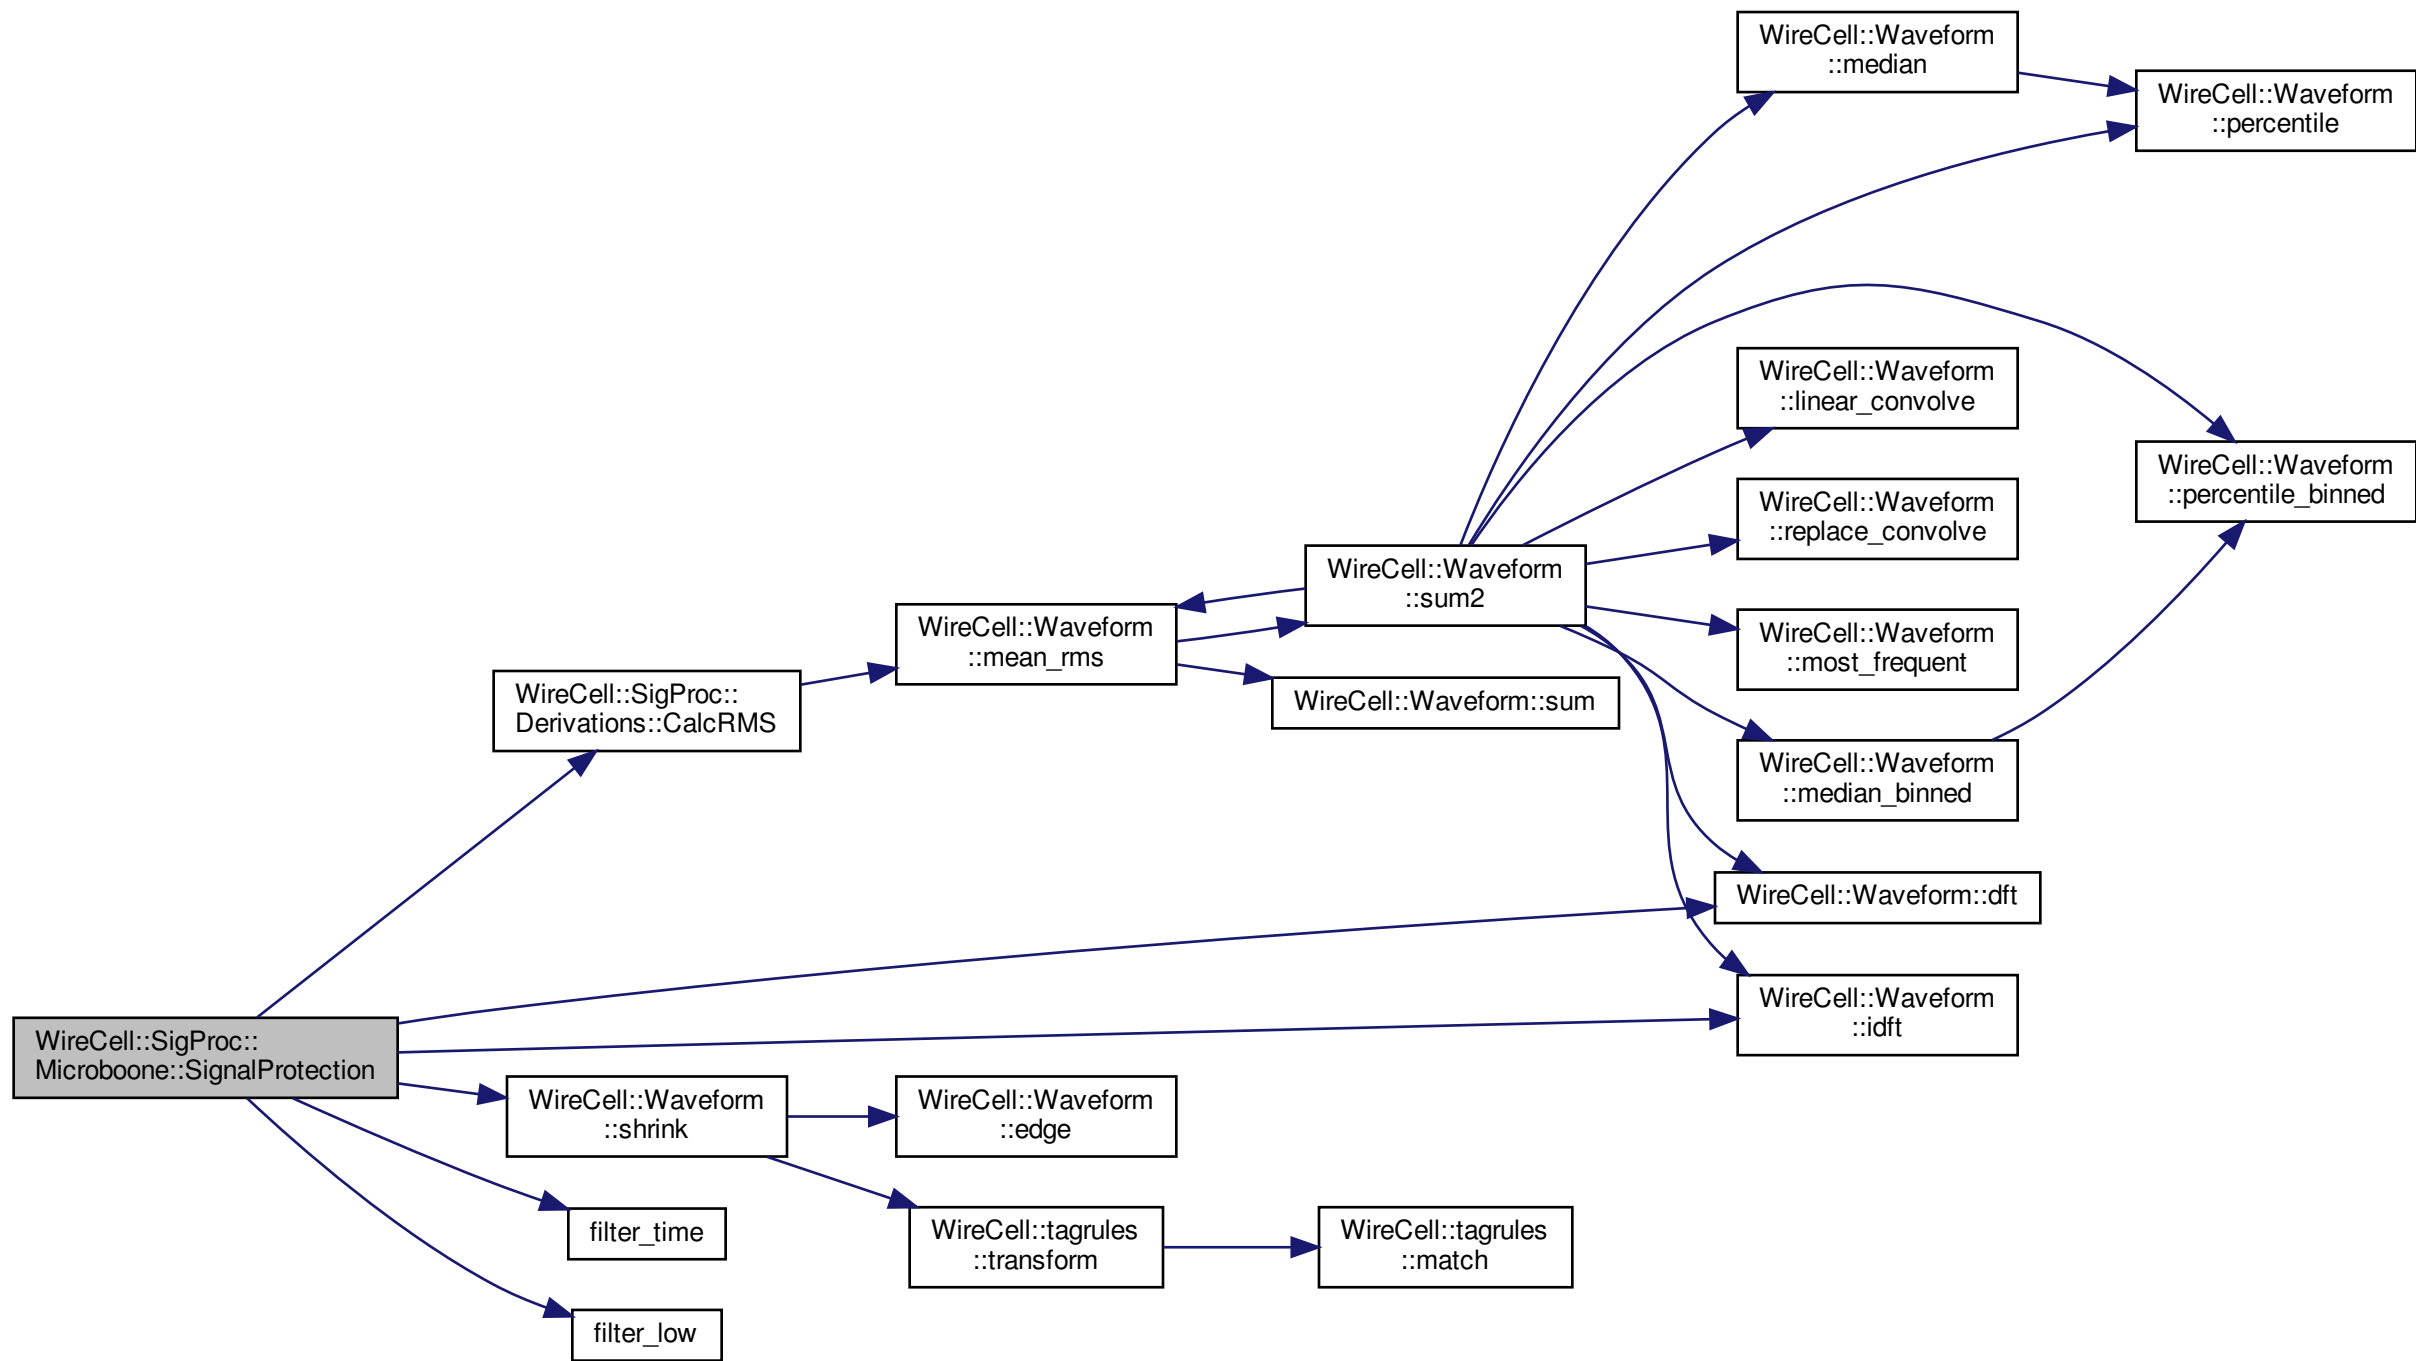 WireCell::Waveform
::median
WireCell::Waveform
::percentile
WireCell::Waveform
::linear_convolve
WireCell::Waveform
::percentile_binned
WireCell::Waveform
::replace_convolve
WireCell::Waveform
::sum2
WireCell::Waveform
::mean_rms
WireCell::Waveform
::most_frequent
WireCell::SigProc::
Derivations::CalcRMS
WireCell::Waveform::sum
WireCell::Waveform
::median_binned
WireCell::Waveform::dft
WireCell::Waveform
::idft
WireCell::SigProc::
Microboone::SignalProtection
WireCell::Waveform
::shrink
WireCell::Waveform
::edge
filter_time
WireCell::tagrules
::transform
WireCell::tagrules
::match
filter_low